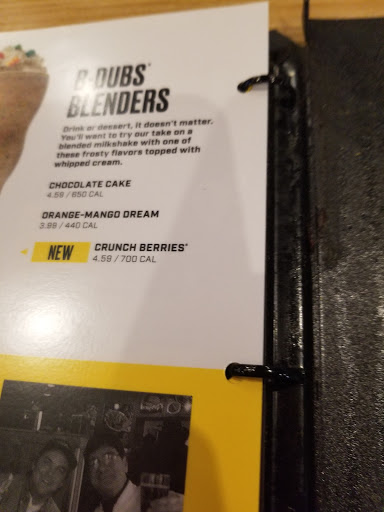 B-DUBS®
BLENDERS
Drink or dessert, it doesn't matter.
You'll want to try our take on a
blended milkshake with one of
these frosty flavors topped with
whipped cream.
CHOCOLATE CAKE
4.59 / 650 CAL
ORANGE-MANGO DREAM
3.99 / 440 CAL
NEW CRUNCH BERRIES®
4.59 / 700 CAL